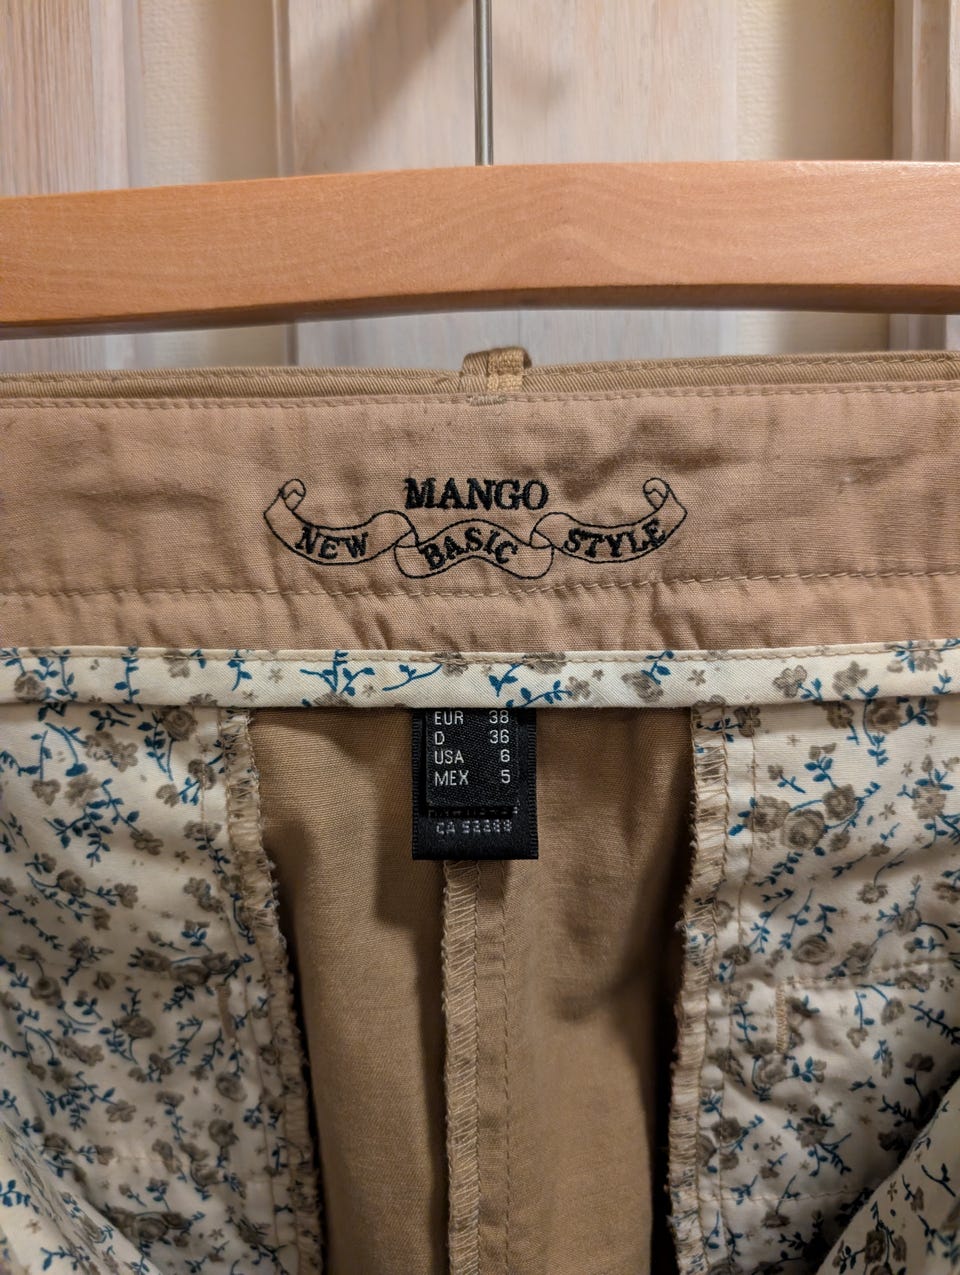 MANGO
NEW BASIC STYLE
EUR 38
D 36
USA 6
MEX 5